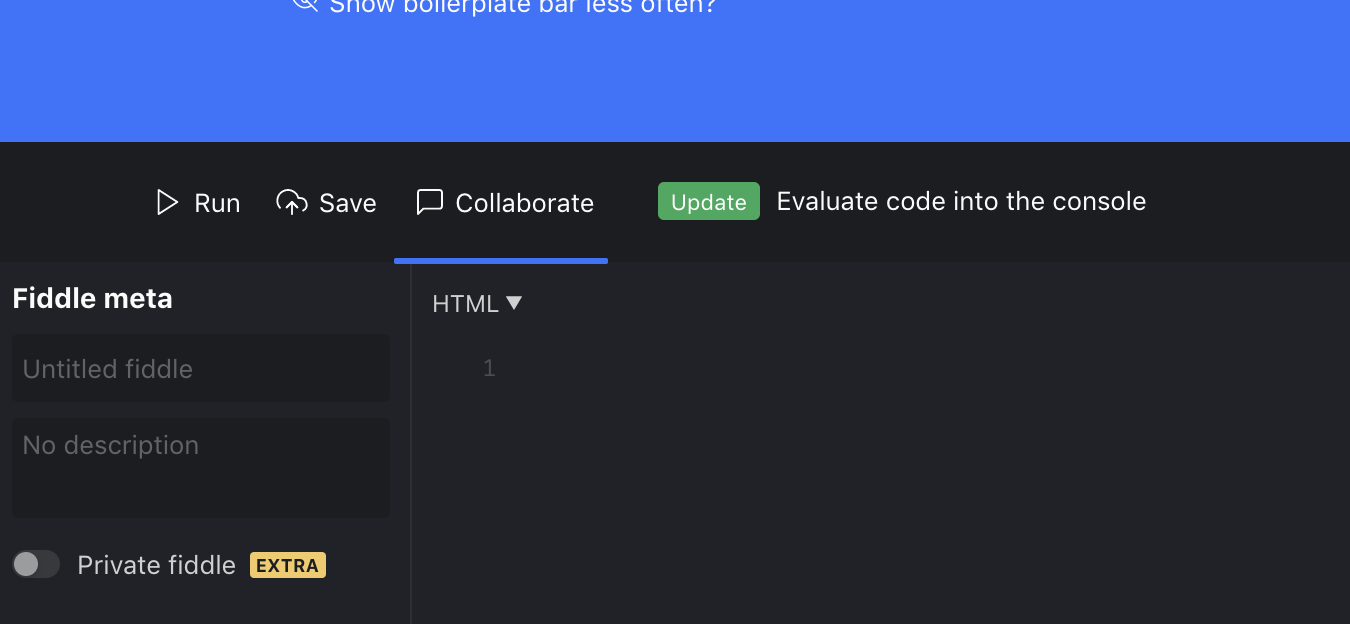 Show boilerplate bar less often?
Run Save Collaborate Update Evaluate code into the console
Fiddle meta
HTML ▼
Untitled fiddle
1
No description
Private fiddle EXTRA